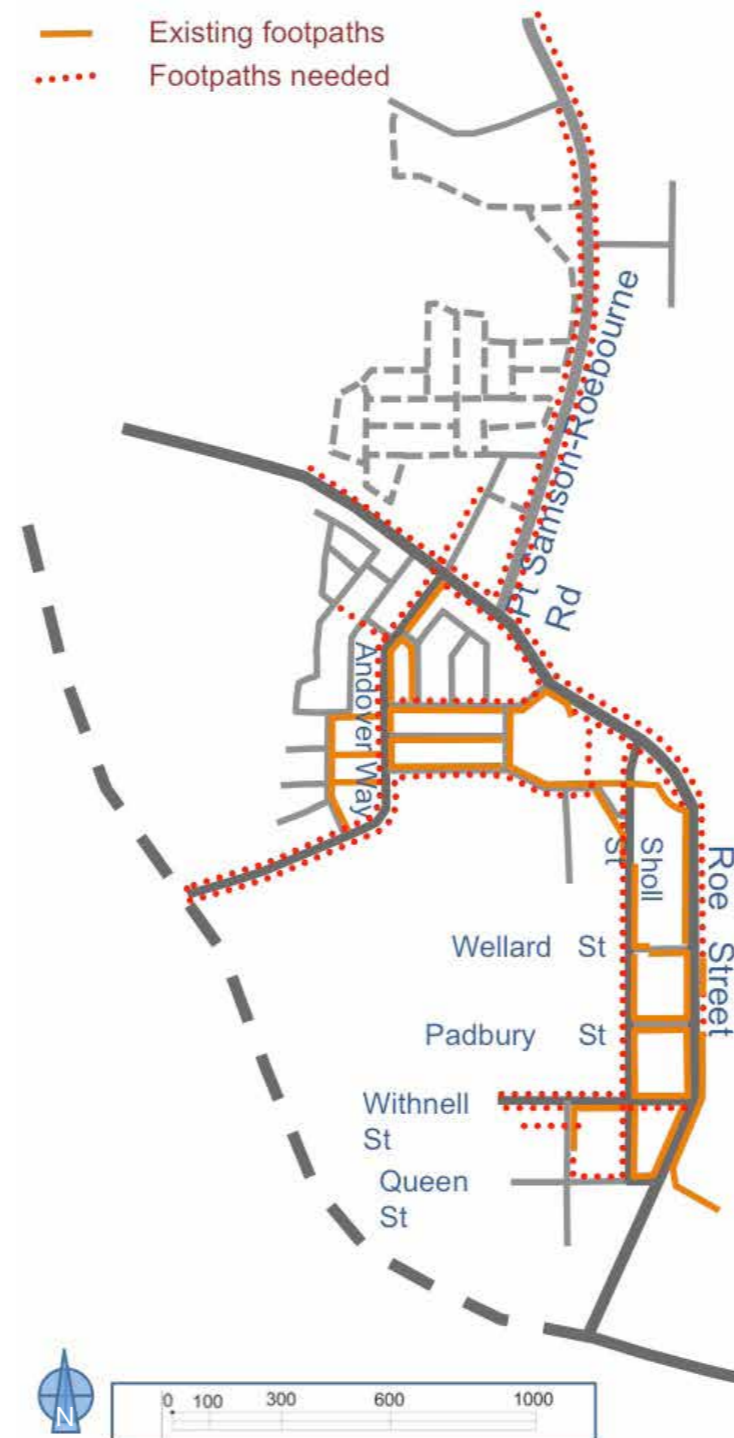 Existing footpaths
Footpaths needed
Pt Samson-Roebourne
Rd
Andover Way
Sholl
St
Roe Street
Wellard St
Padbury St
Withnell
St
Queen
St
N
0 100 300 600 1000